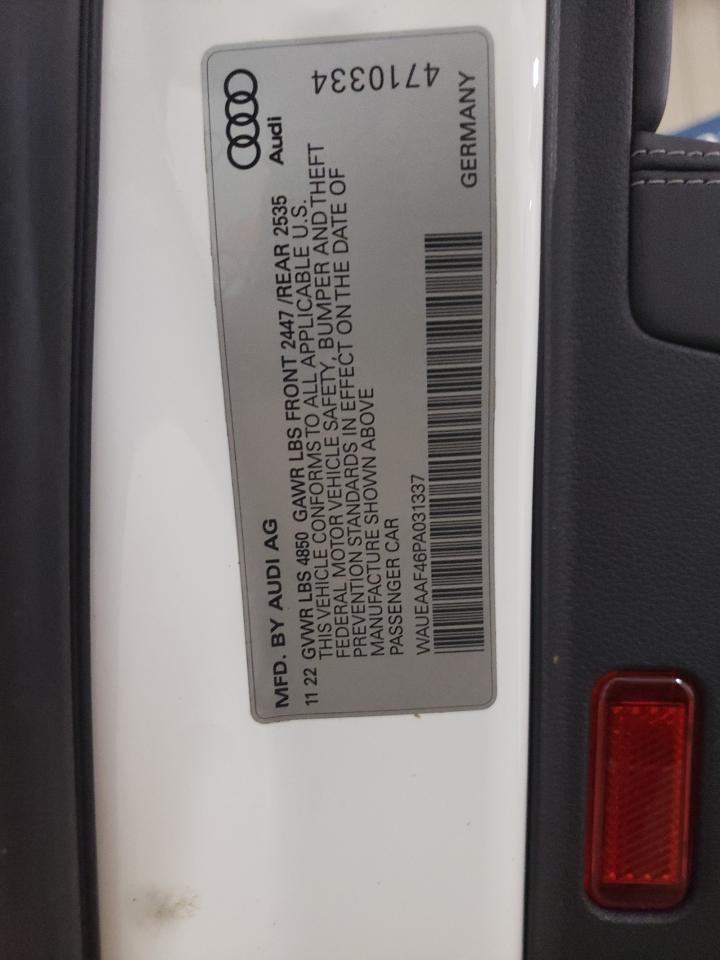 MFD. BY AUDI AG
11 22 GVWR LBS 4850 GAWR LBS FRONT 2447 /REAR 2535
THIS VEHICLE CONFORMS TO ALL APPLICABLE U.S.
FEDERAL MOTOR VEHICLE SAFETY, BUMPER AND THEFT
PREVENTION STANDARDS IN EFFECT ON THE DATE OF
MANUFACTURE SHOWN ABOVE
PASSENGER CAR
WAUEAAF46PA031337
Audi
4710334
GERMANY